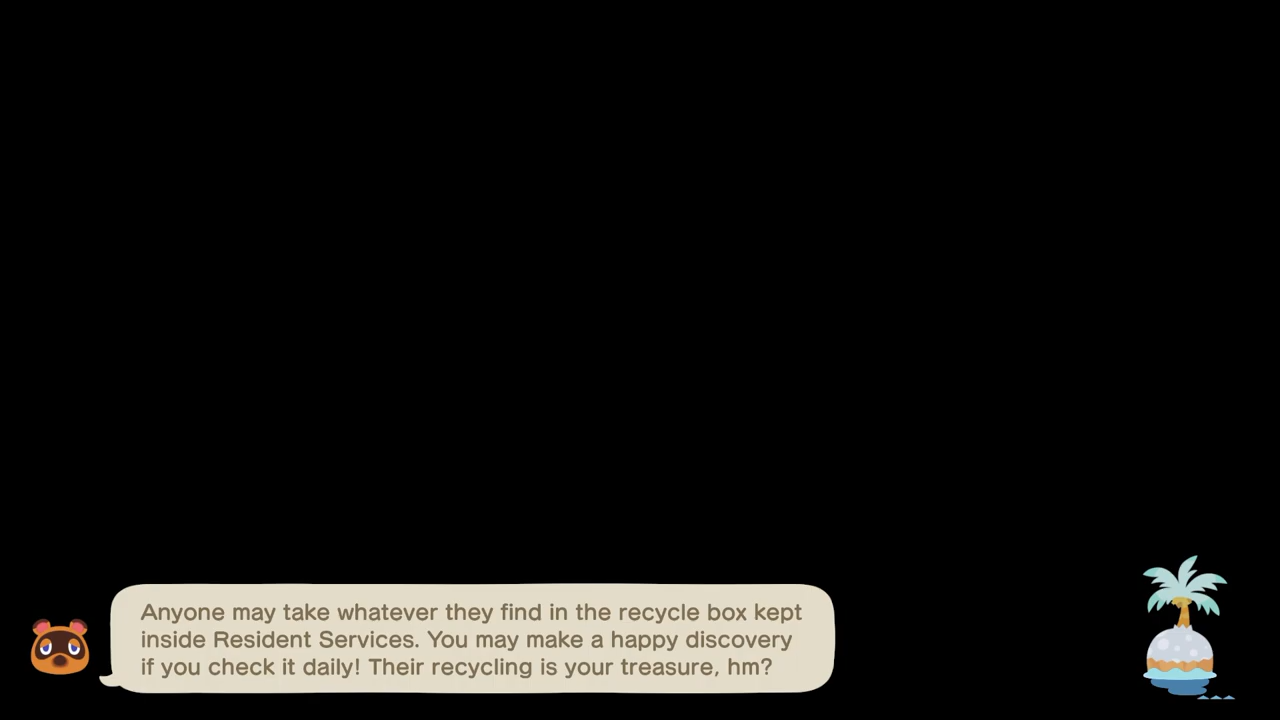 Anyone may take whatever they find in the recycle box kept
inside Resident Services. You may make a happy discovery
if you check it daily! Their recycling is your treasure, hm?